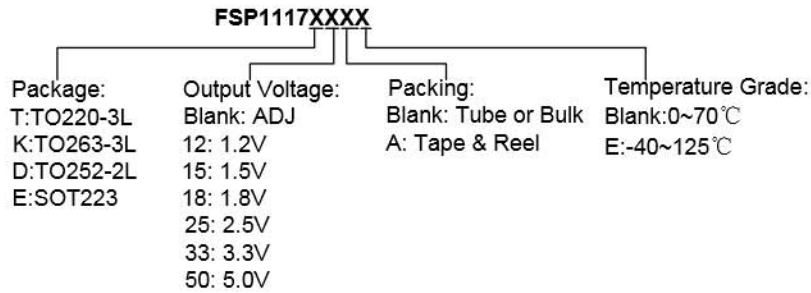 FSP1117XXXX
Package:
T:TO220-3L
K:TO263-3L
D:TO252-2L
E:SOT223
Output Voltage:
Blank: ADJ
12: 1.2V
15: 1.5V
18: 1.8V
25: 2.5V
33: 3.3V
50: 5.0V
Packing:
Blank: Tube or Bulk
A: Tape & Reel
Temperature Grade:
Blank:0~70℃
E:-40~125℃